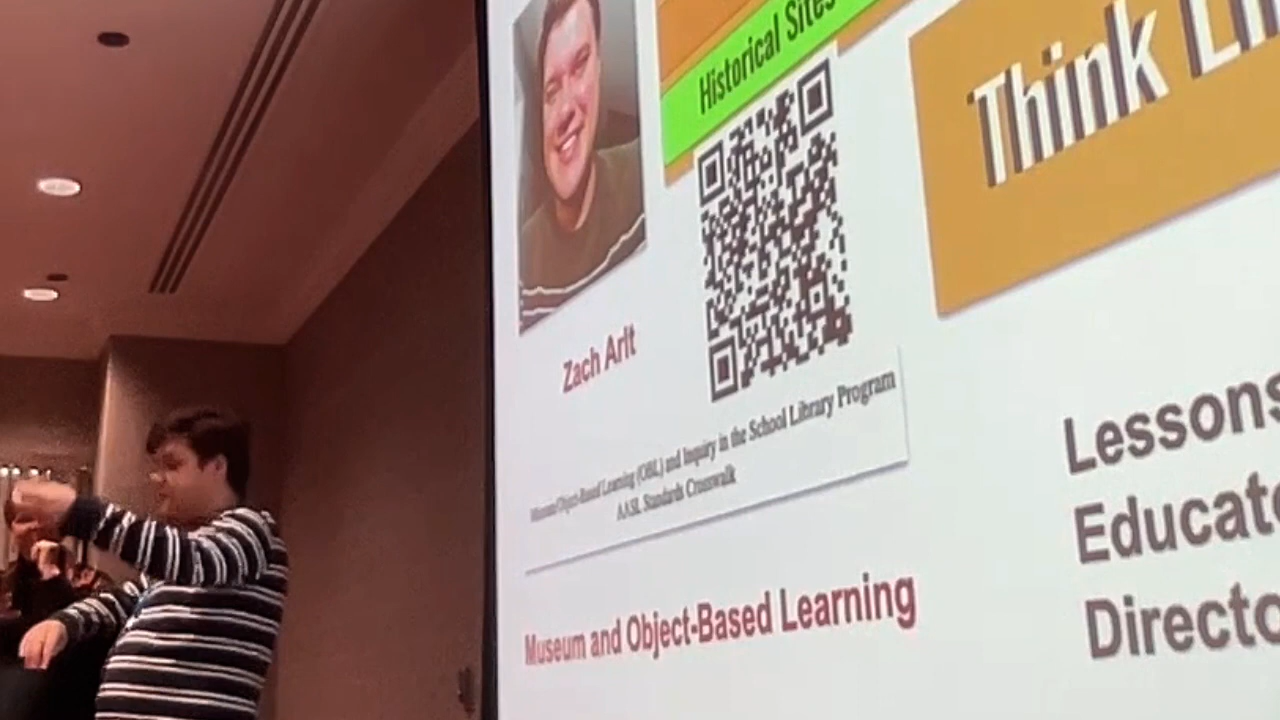 Historical Sites
Think Li
Zach Arlt
Museum/Object-Based Learning (OBL) and Inquiry in the School Library Program
AASL Standards Crosswalk
Museum and Object-Based Learning
Lessons
Educat
Directo